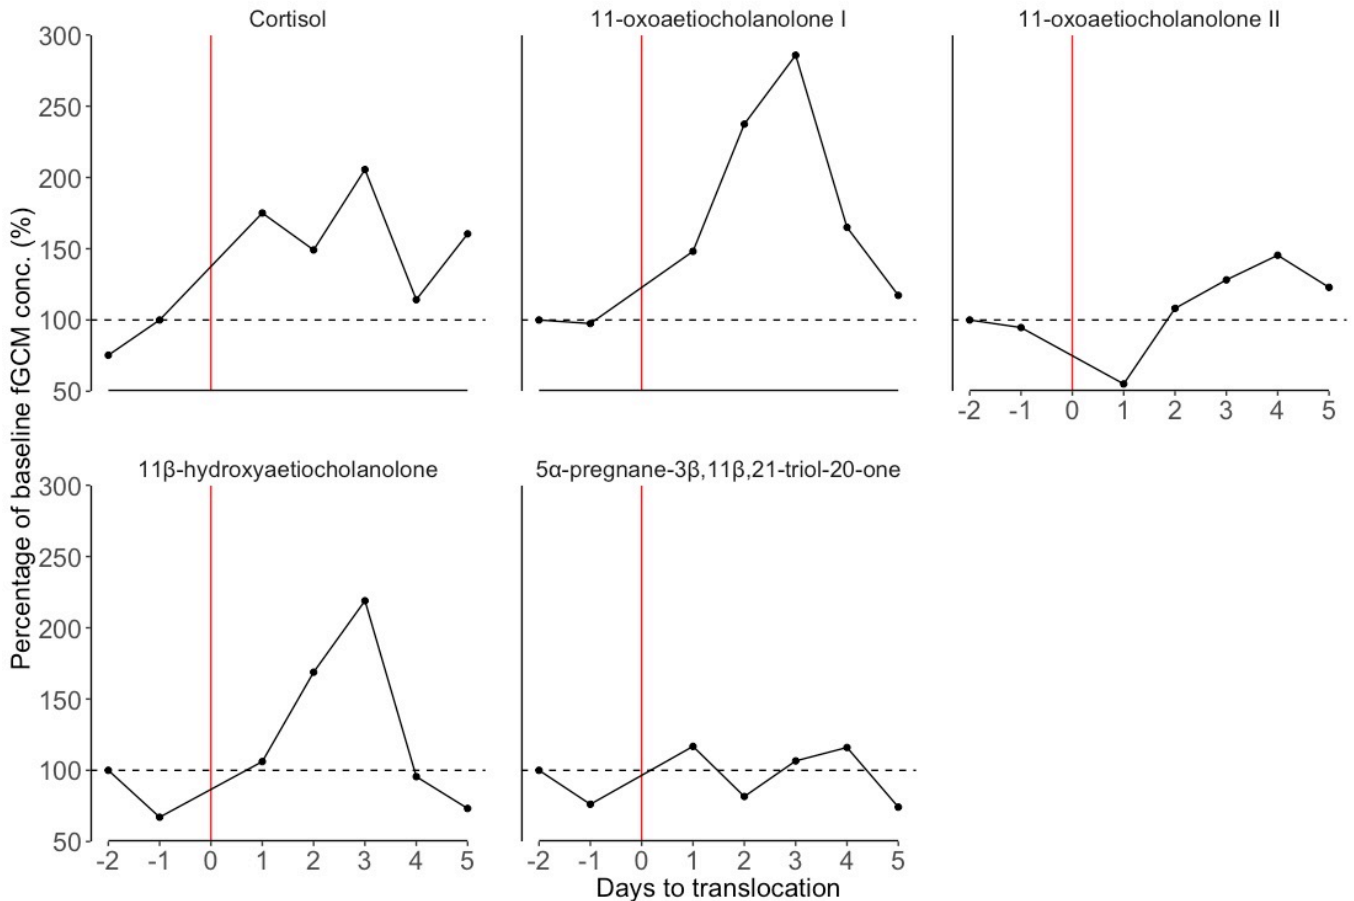 Cortisol
11-oxoaetiocholanolone I
11-oxoaetiocholanolone II
300
250
200
150
100
50
-2 -1 0 1 2 3 4 5
Percentage of baseline fGCM conc. (%)
11β-hydroxyaetiocholanolone
5α-pregnane-3β,11β,21-triol-20-one
300
250
200
150
100
50
-2 -1 0 1 2 3 4 5
-2 -1 0 1 2 3 4 5
Days to translocation